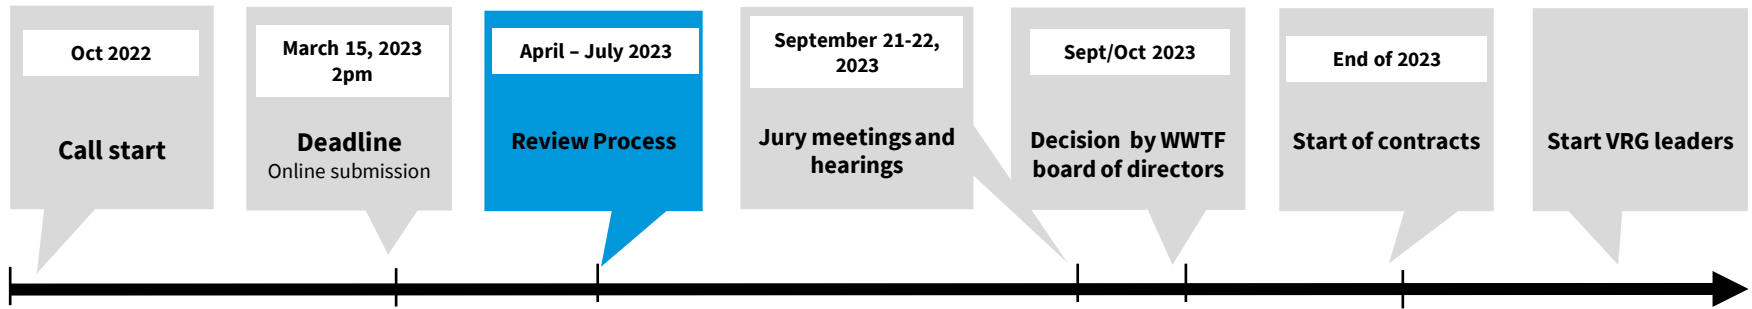 Oct 2022
Call start
March 15, 2023
2pm
Deadline
Online submission
April – July 2023
Review Process
September 21-22,
2023
Jury meetings and
hearings
Sept/Oct 2023
Decision by WWTF
board of directors
End of 2023
Start of contracts
Start VRG leaders